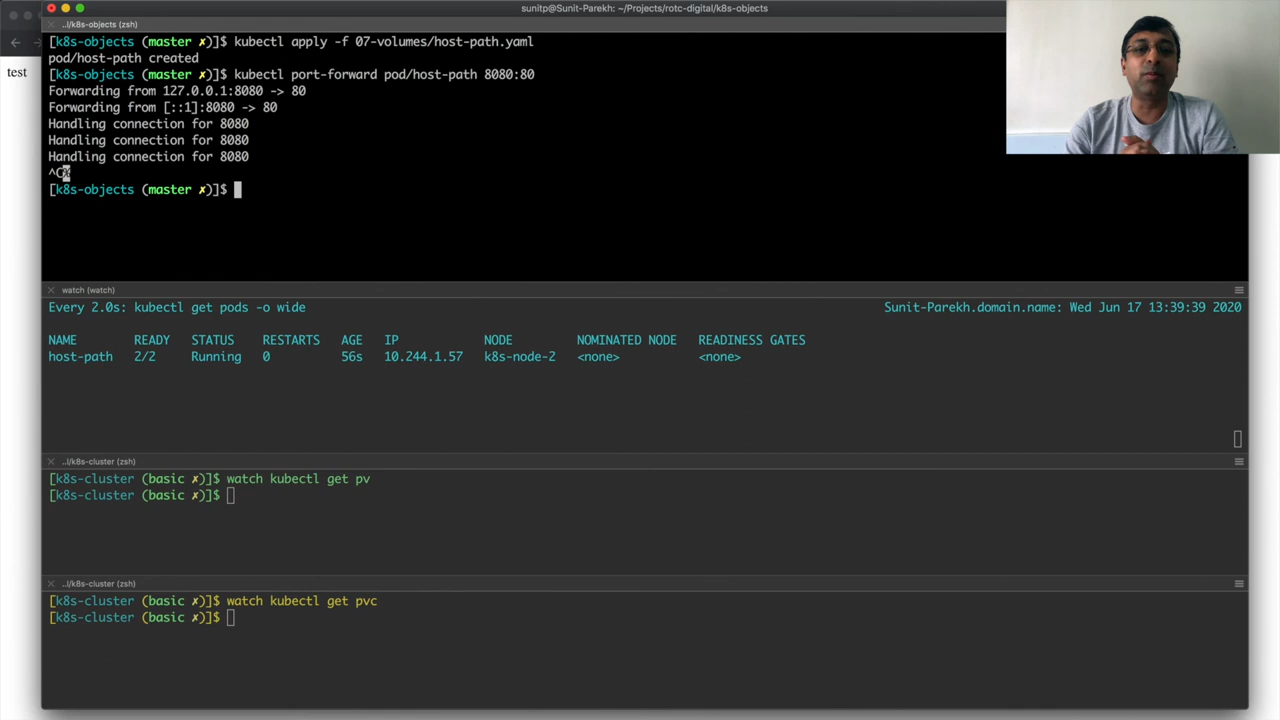 sunitp@Sunit-Parekh: ~/Projects/rotc-digital/k8s-objects
../k8s-objects (zsh)
test
[k8s-objects (master ✗)]$ kubectl apply -f 07-volumes/host-path.yaml
pod/host-path created
[k8s-objects (master ✗)]$ kubectl port-forward pod/host-path 8080:80
Forwarding from 127.0.0.1:8080 -> 80
Forwarding from [::1]:8080 -> 80
Handling connection for 8080
Handling connection for 8080
Handling connection for 8080
^C%
[k8s-objects (master ✗)]$
watch (watch)
Every 2.0s: kubectl get pods -o wide Sunit-Parekh.domain.name: Wed Jun 17 13:39:39 2020
NAME READY STATUS RESTARTS AGE IP NODE NOMINATED NODE READINESS GATES
host-path 2/2 Running 0 56s 10.244.1.57 k8s-node-2 <none> <none>
../k8s-cluster (zsh)
[k8s-cluster (basic ✗)]$ watch kubectl get pv
[k8s-cluster (basic ✗)]$
../k8s-cluster (zsh)
[k8s-cluster (basic ✗)]$ watch kubectl get pvc
[k8s-cluster (basic ✗)]$